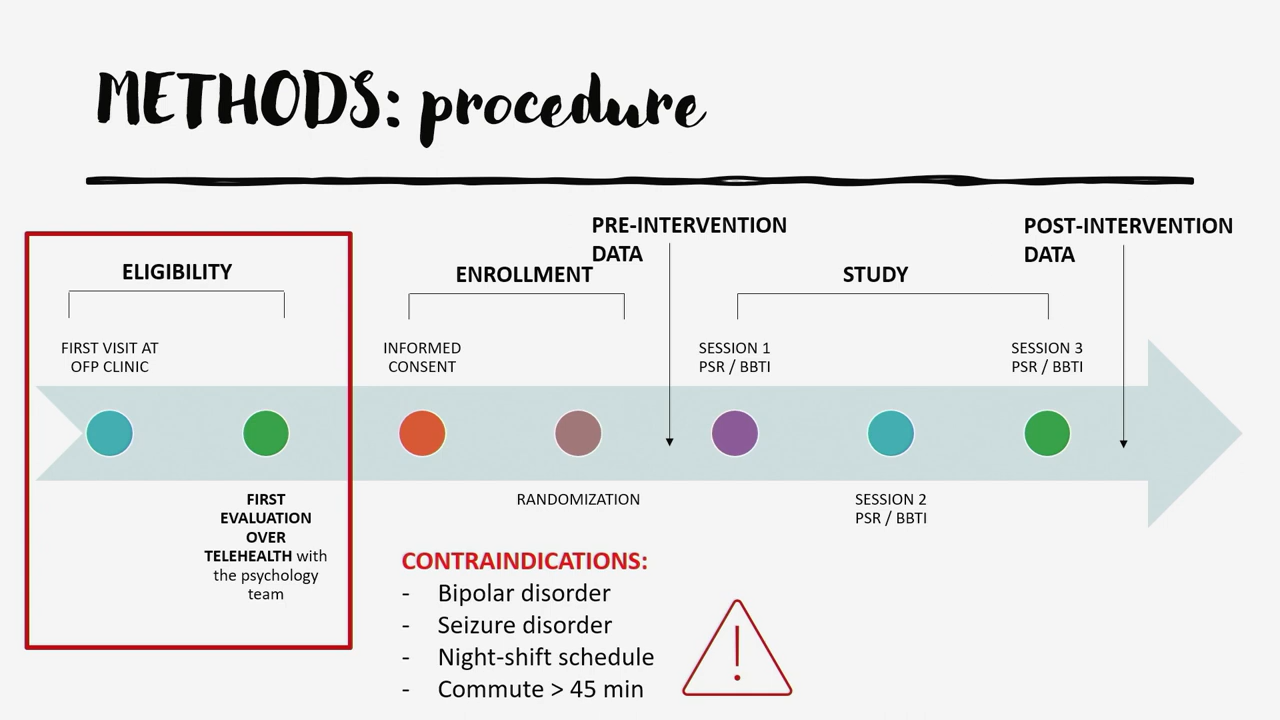 METHODS: procedure
ELIGIBILITY
FIRST VISIT AT
OFP CLINIC
FIRST
EVALUATION
OVER
TELEHEALTH with
the psychology
team
ENROLLMENT
INFORMED
CONSENT
RANDOMIZATION
PRE-INTERVENTION
DATA
STUDY
SESSION 1
PSR / BBTI
SESSION 2
PSR / BBTI
SESSION 3
PSR / BBTI
POST-INTERVENTION
DATA
CONTRAINDICATIONS:
- Bipolar disorder
- Seizure disorder
- Night-shift schedule
- Commute > 45 min
!